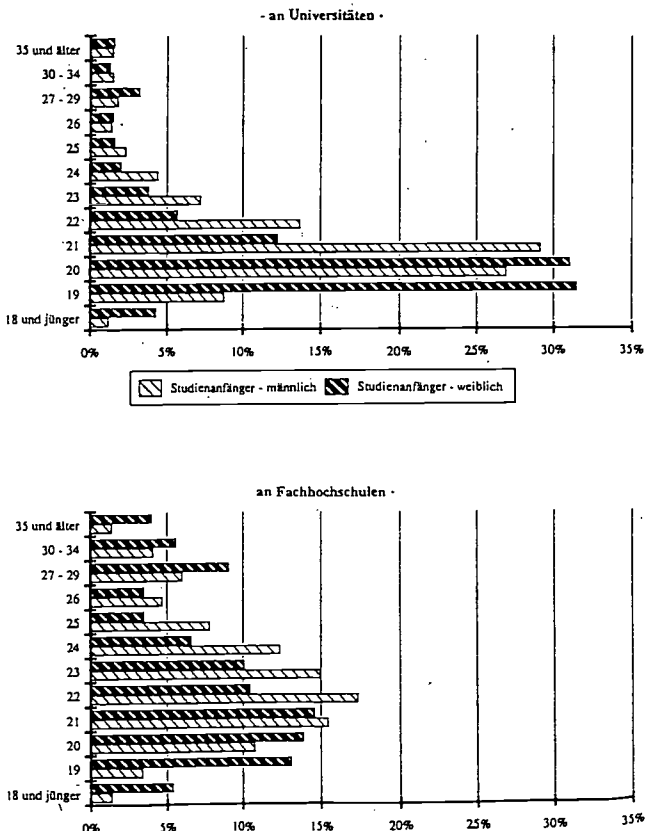 - an Universitäten -
35 und älter
30 - 34
27 - 29
26
25
24
23
22
21
20
19
18 und jünger
0% 5% 10% 15% 20% 25% 30% 35%
Studienanfänger - männlich Studienanfänger - weiblich
an Fachhochschulen -
35 und älter
30 - 34
27 - 29
26
25
24
23
22
21
20
19
18 und jünger
0% 5% 10% 15% 20% 25% 30% 35%